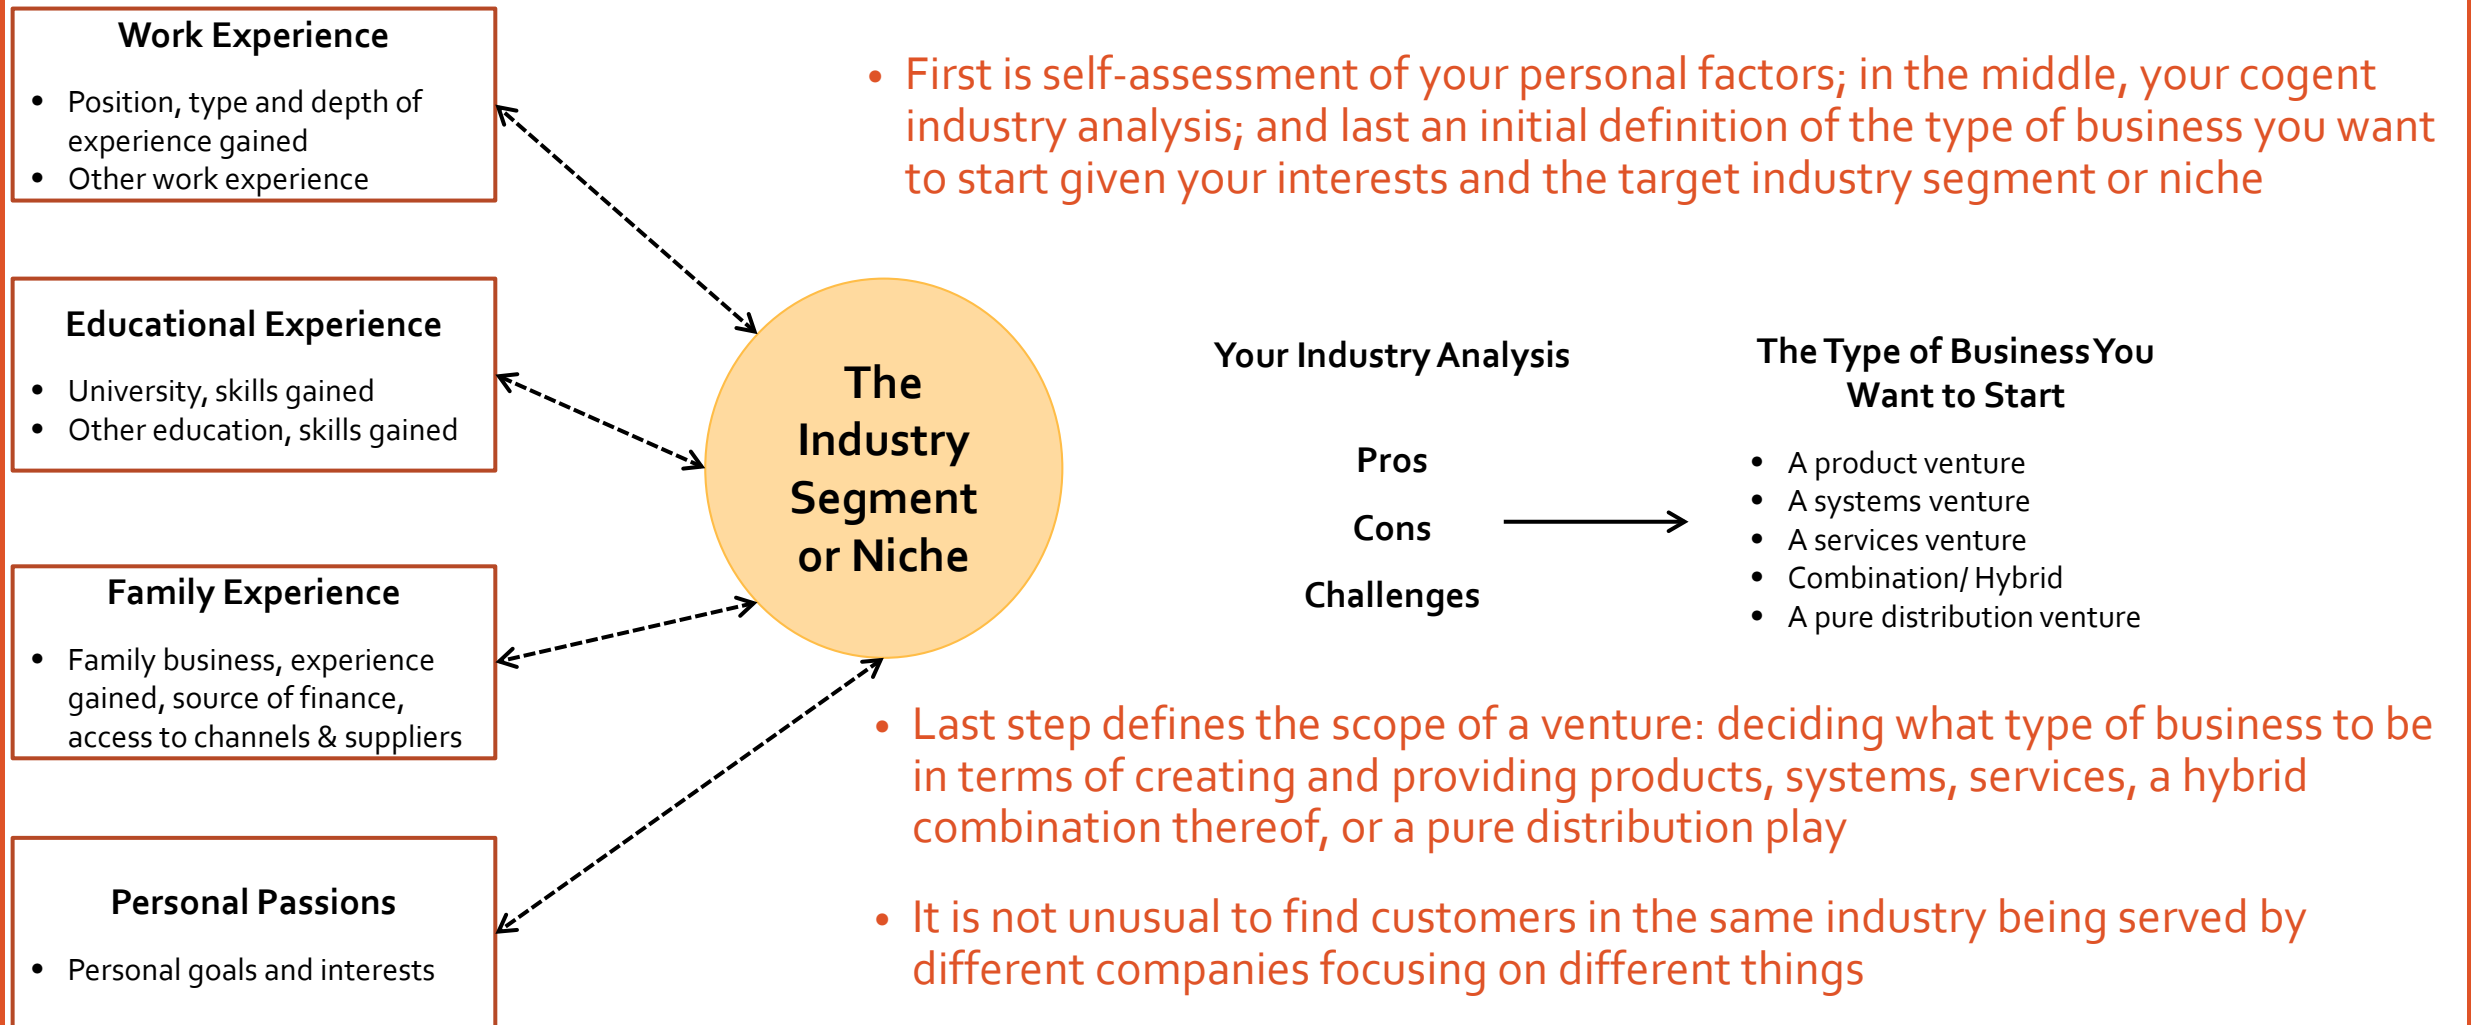 Work Experience
• Position, type and depth of
experience gained
• Other work experience
Educational Experience
• University, skills gained
• Other education, skills gained
Family Experience
• Family business, experience
gained, source of finance,
access to channels & suppliers
Personal Passions
• Personal goals and interests
The
Industry
Segment
or Niche
• First is self-assessment of your personal factors; in the middle, your cogent
industry analysis; and last an initial definition of the type of business you want
to start given your interests and the target industry segment or niche
Your Industry Analysis
Pros
Cons
Challenges
The Type of Business You
Want to Start
• A product venture
• A systems venture
• A services venture
• Combination/ Hybrid
• A pure distribution venture
• Last step defines the scope of a venture: deciding what type of business to be
in terms of creating and providing products, systems, services, a hybrid
combination thereof, or a pure distribution play
• It is not unusual to find customers in the same industry being served by
different companies focusing on different things